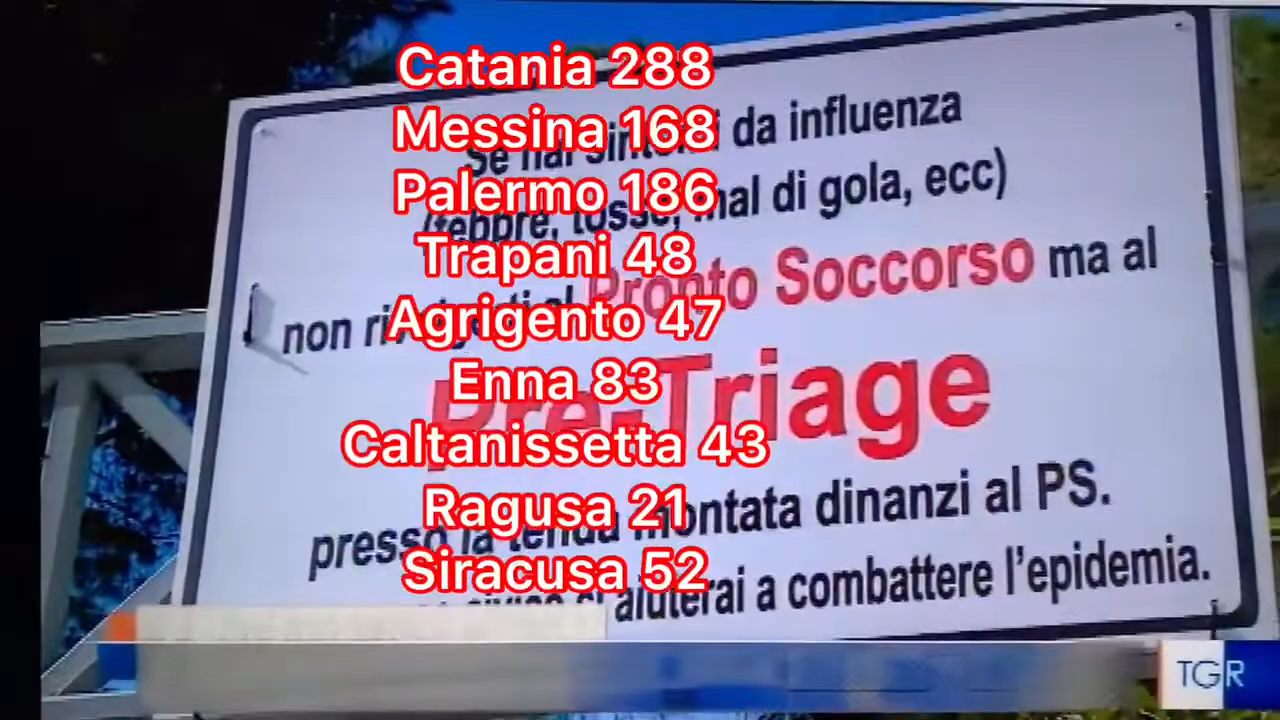 Catania 288
Messina 168
Palermo 186
Trapani 48
Agrigento 47
Enna 83
Caltanissetta 43
Ragusa 21
Siracusa 52
da influenza
mal di gola, ecc)
non Pronto Soccorso ma al
Pre-Triage
presso la tenda montata dinanzi al PS.
aiuterai a combattere l'epidemia.
TGR